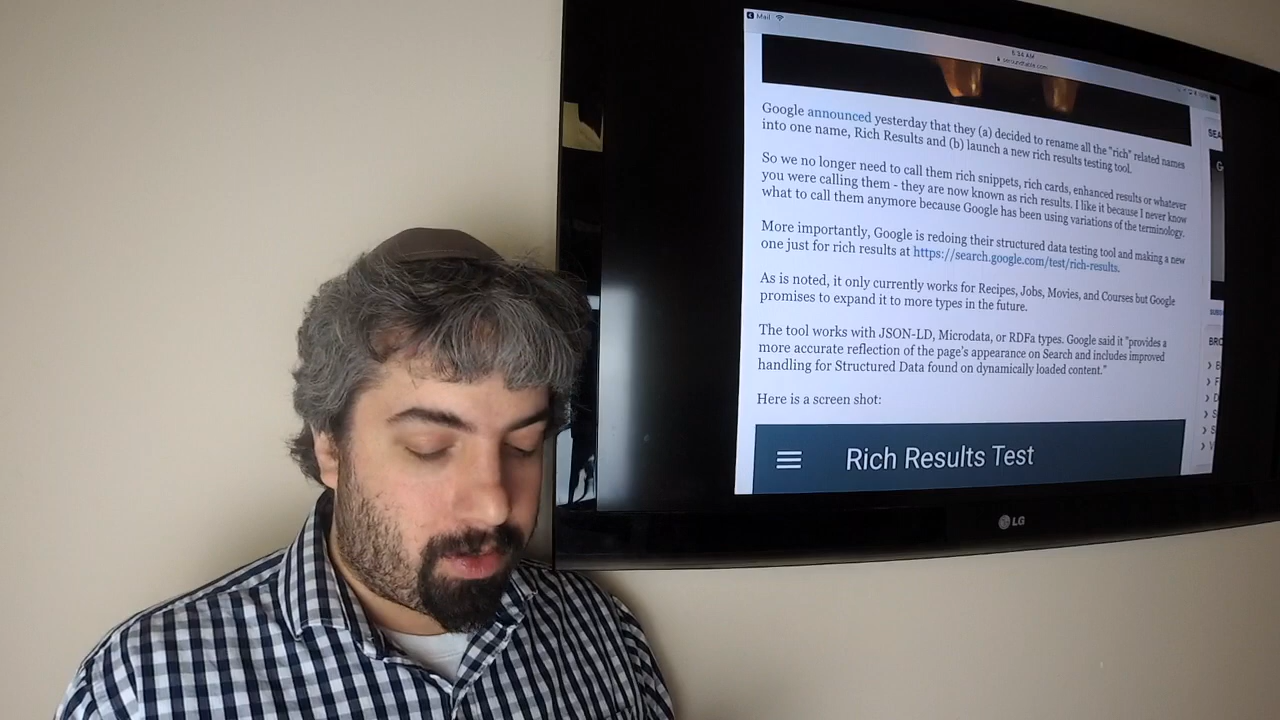 Mail
5:34 AM
seroundtable.com
Google announced yesterday that they (a) decided to rename all the "rich" related names
into one name, Rich Results and (b) launch a new rich results testing tool.
So we no longer need to call them rich snippets, rich cards, enhanced results or whatever
you were calling them - they are now known as rich results. I like it because I never know
what to call them anymore because Google has been using variations of the terminology.
More importantly, Google is redoing their structured data testing tool and making a new
one just for rich results at https://search.google.com/test/rich-results.
As is noted, it only currently works for Recipes, Jobs, Movies, and Courses but Google
promises to expand it to more types in the future.
The tool works with JSON-LD, Microdata, or RDFa types. Google said it "provides a
more accurate reflection of the page's appearance on Search and includes improved
handling for Structured Data found on dynamically loaded content."
Here is a screen shot:
Rich Results Test
SEA
G
BRO
LG